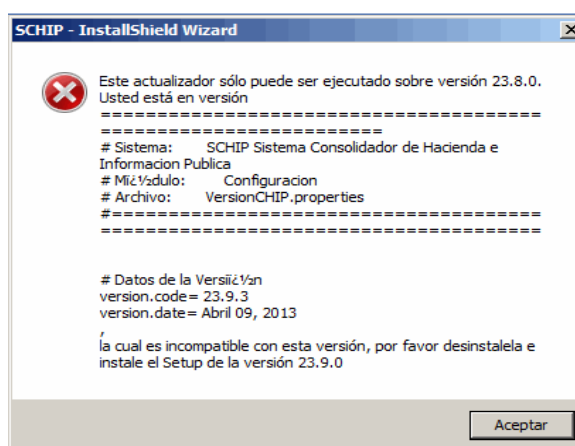 SCHIP - InstallShield Wizard
Este actualizador sólo puede ser ejecutado sobre versión 23.8.0.
Usted está en versión
=======================================
=========================
# Sistema: SCHIP Sistema Consolidador de Hacienda e
Informacion Publica
# Mï¿½dulo: Configuracion
# Archivo: VersionCHIP.properties
#======================================
=======================================
# Datos de la Versiï¿½n
version.code= 23.9.3
version.date= Abril 09, 2013
,
la cual es incompatible con esta versión, por favor desinstalela e
instale el Setup de la versión 23.9.0
Aceptar